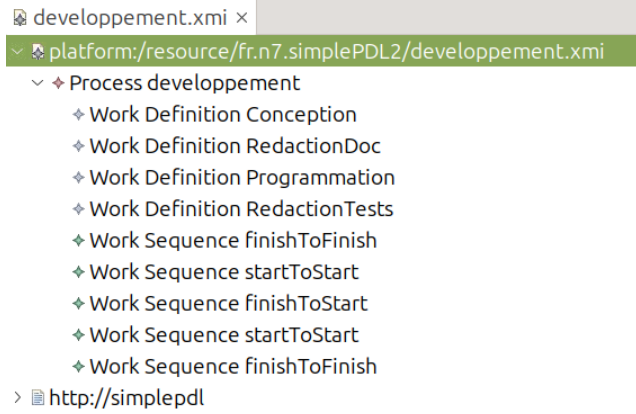 developpement.xmi ×
platform:/resource/fr.n7.simplePDL2/developpement.xmi
Process developpement
Work Definition Conception
Work Definition RedactionDoc
Work Definition Programmation
Work Definition RedactionTests
Work Sequence finishToFinish
Work Sequence startToStart
Work Sequence finishToStart
Work Sequence startToStart
Work Sequence finishToFinish
http://simplepdl